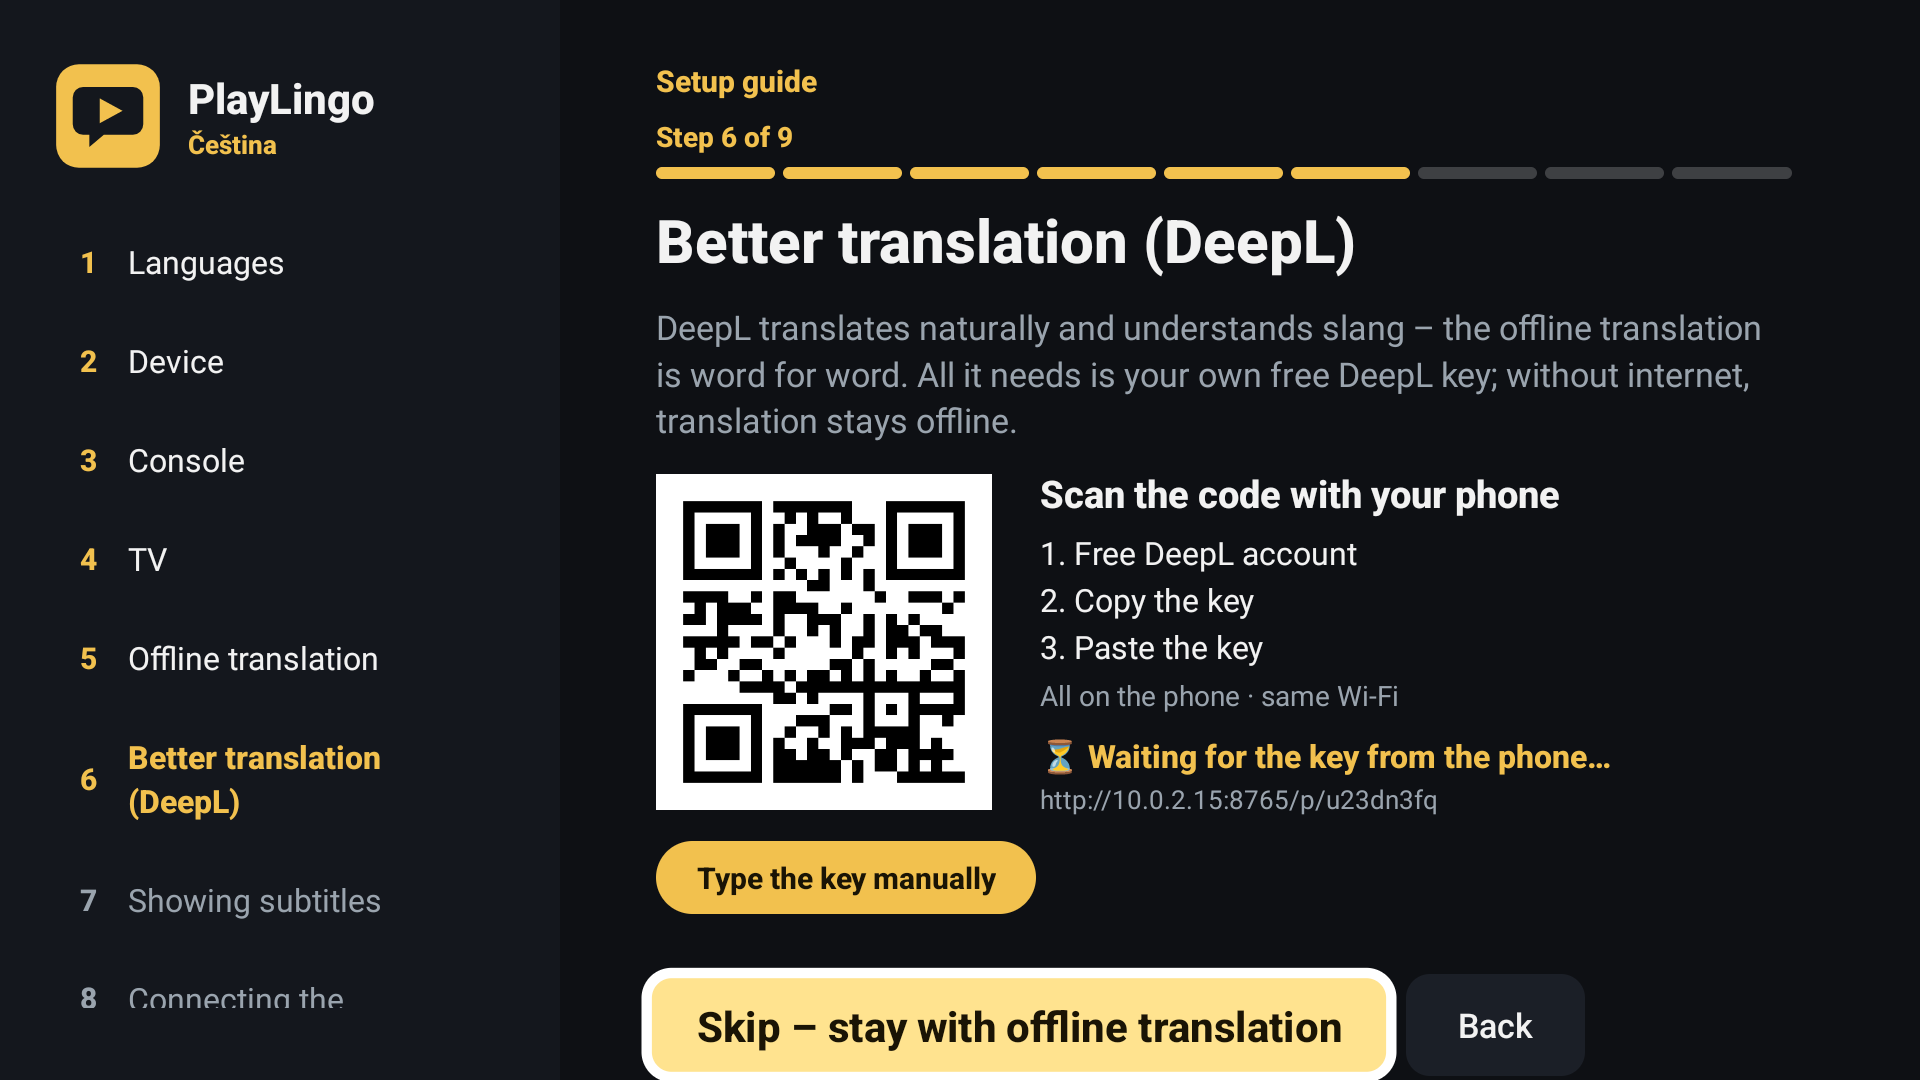 PlayLingo
Čeština
1 Languages
2 Device
3 Console
4 TV
5 Offline translation
6 Better translation
(DeepL)
7 Showing subtitles
8 Connecting the
Setup guide
Step 6 of 9
Better translation (DeepL)
DeepL translates naturally and understands slang – the offline translation
is word for word. All it needs is your own free DeepL key; without internet,
translation stays offline.
Scan the code with your phone
1. Free DeepL account
2. Copy the key
3. Paste the key
All on the phone · same Wi-Fi
⏳ Waiting for the key from the phone…
http://10.0.2.15:8765/p/u23dn3fq
Type the key manually
Skip – stay with offline translation
Back